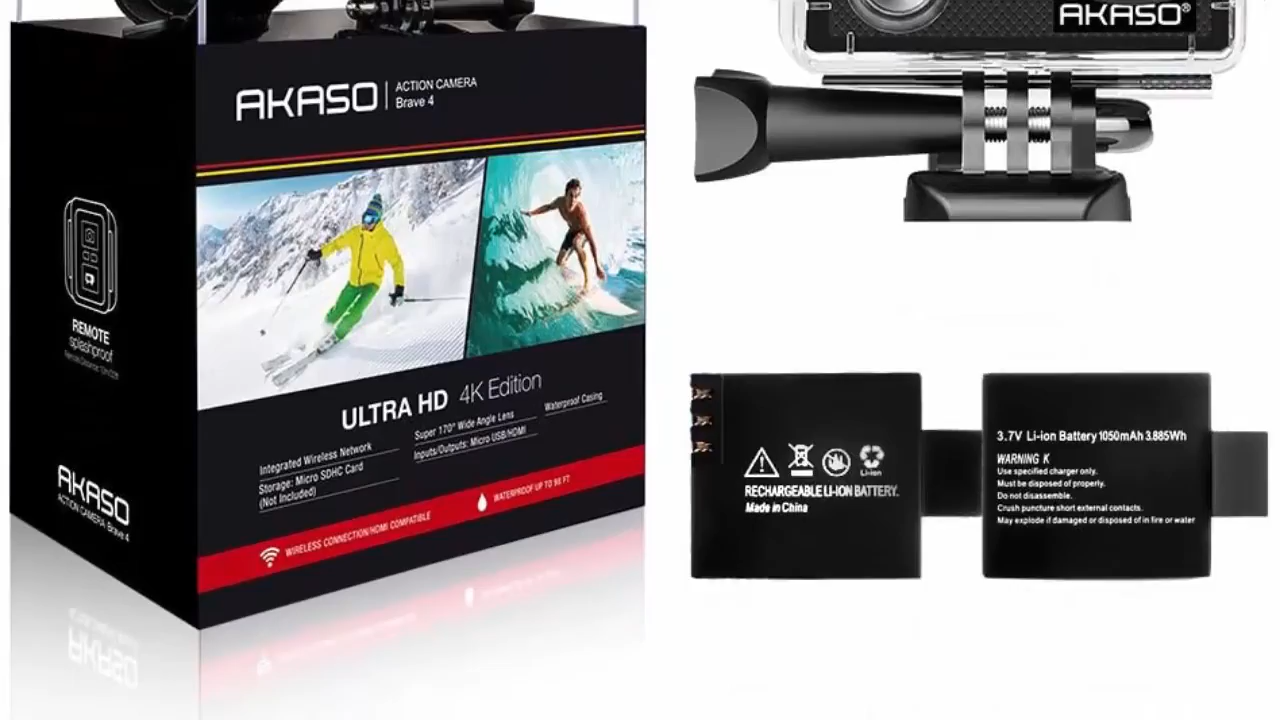 AKASO
ACTION CAMERA
Brave 4
REMOTE
splashproof
ULTRA HD 4K Edition
Integrated Wireless Network
Storage: Micro SDHC Card
(Not Included)
Super 170° Wide Angle Lens
Inputs/Outputs: Micro USB/HDMI
Waterproof Casing
WIRELESS CONNECTION/HDMI COMPATIBLE
WATERPROOF UP TO 98 FT
AKASO
ACTION CAMERA Brave 4
AKASO®
Li-ion
RECHARGEABLE LI-ION BATTERY.
Made in China
3.7V Li-ion Battery 1050mAh 3.885Wh
WARNING K
Use specified charger only.
Must be disposed of properly.
Do not disassemble.
Crush puncture short external contacts.
May explode if damaged or disposed of in fire or water